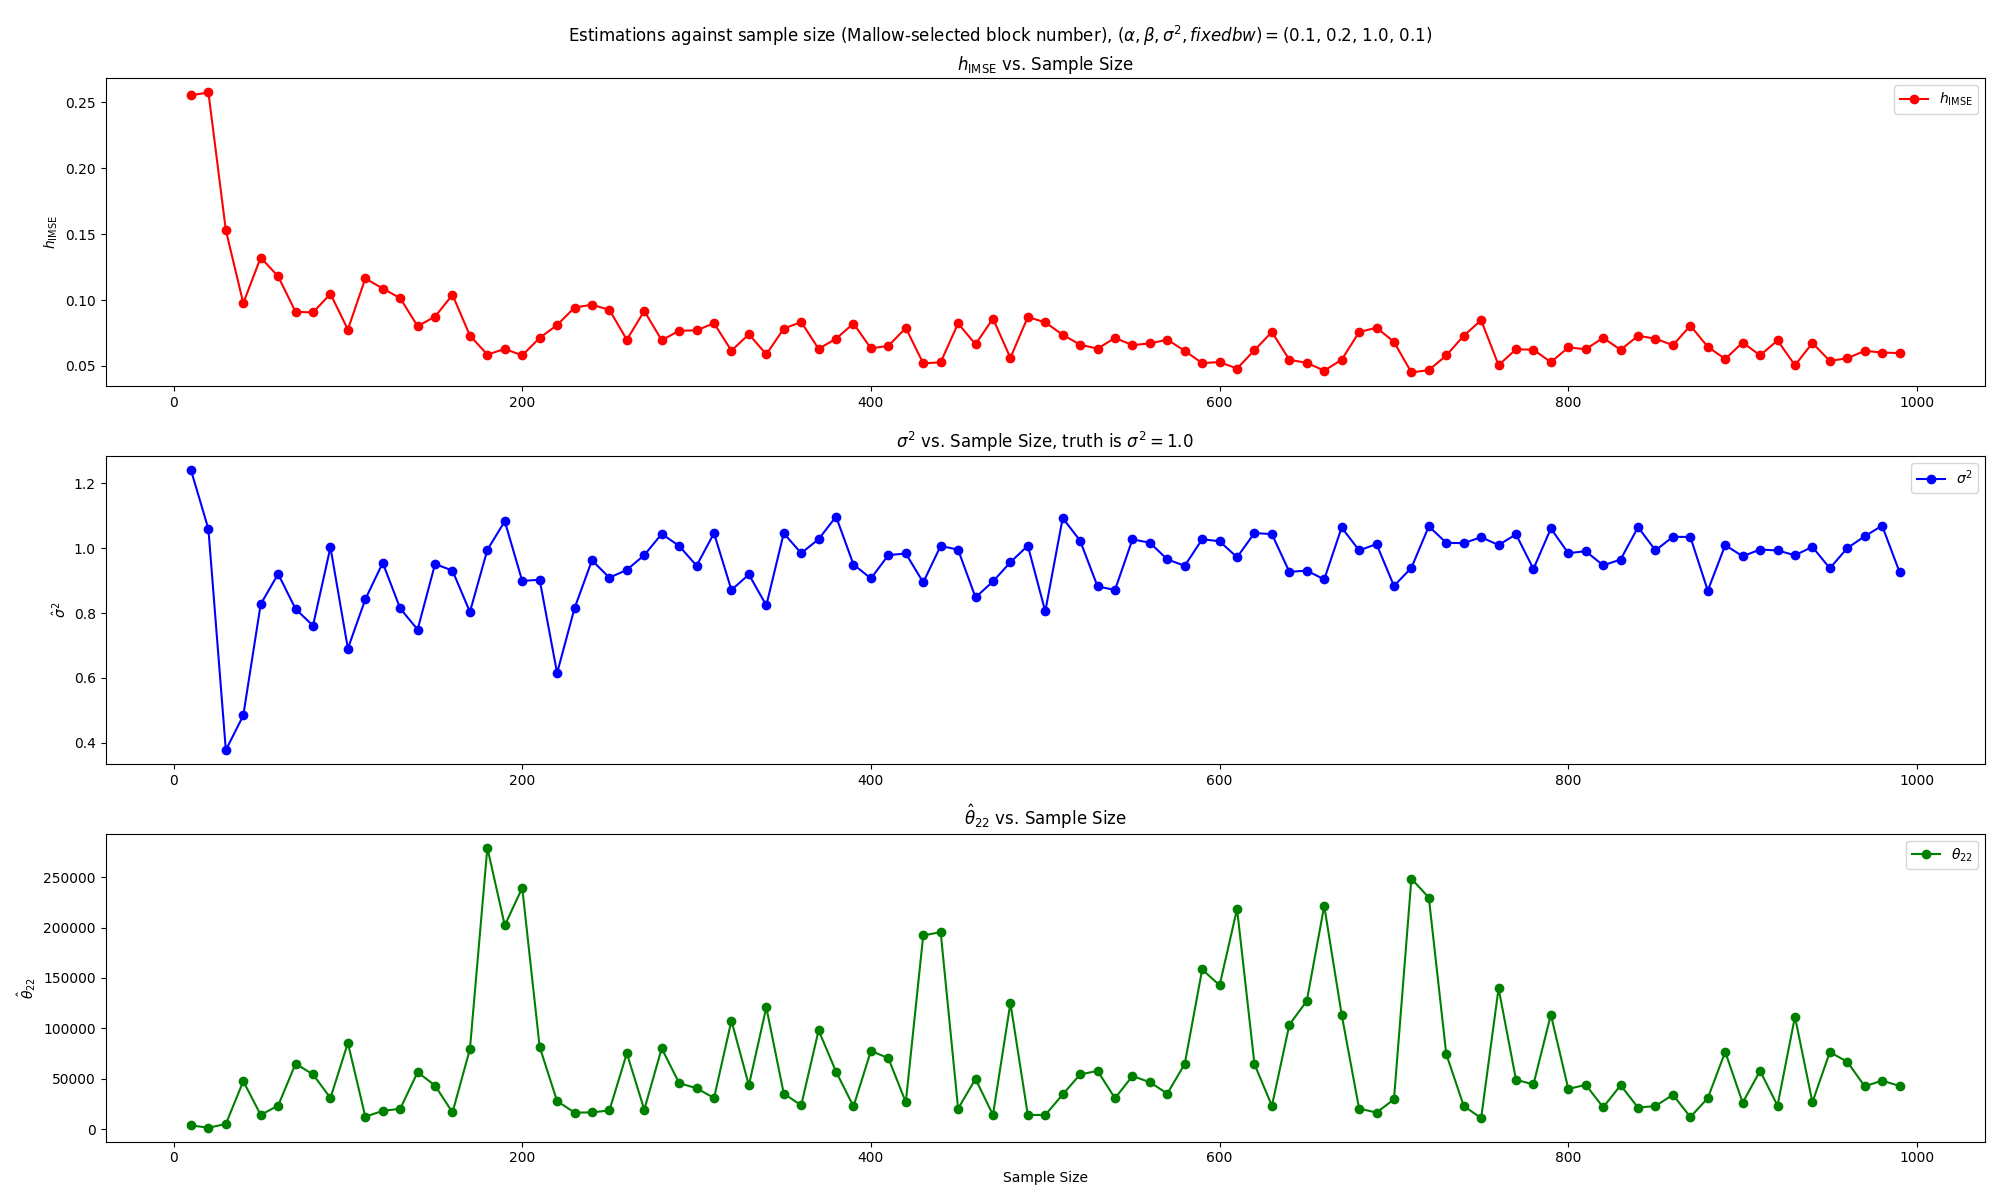 Estimations against sample size (Mallow-selected block number), (α, β, σ², fixedbw) = (0.1, 0.2, 1.0, 0.1)
h_IMSE vs. Sample Size
h_IMSE
0.25
0.20
0.15
0.10
0.05
h_IMSE
0 200 400 600 800 1000
σ² vs. Sample Size, truth is σ² = 1.0
σ²
1.2
1.0
0.8
0.6
0.4
σ̂²
0 200 400 600 800 1000
θ̂₂₂ vs. Sample Size
θ₂₂
250000
200000
150000
100000
50000
0
θ̂₂₂
0 200 400 600 800 1000
Sample Size